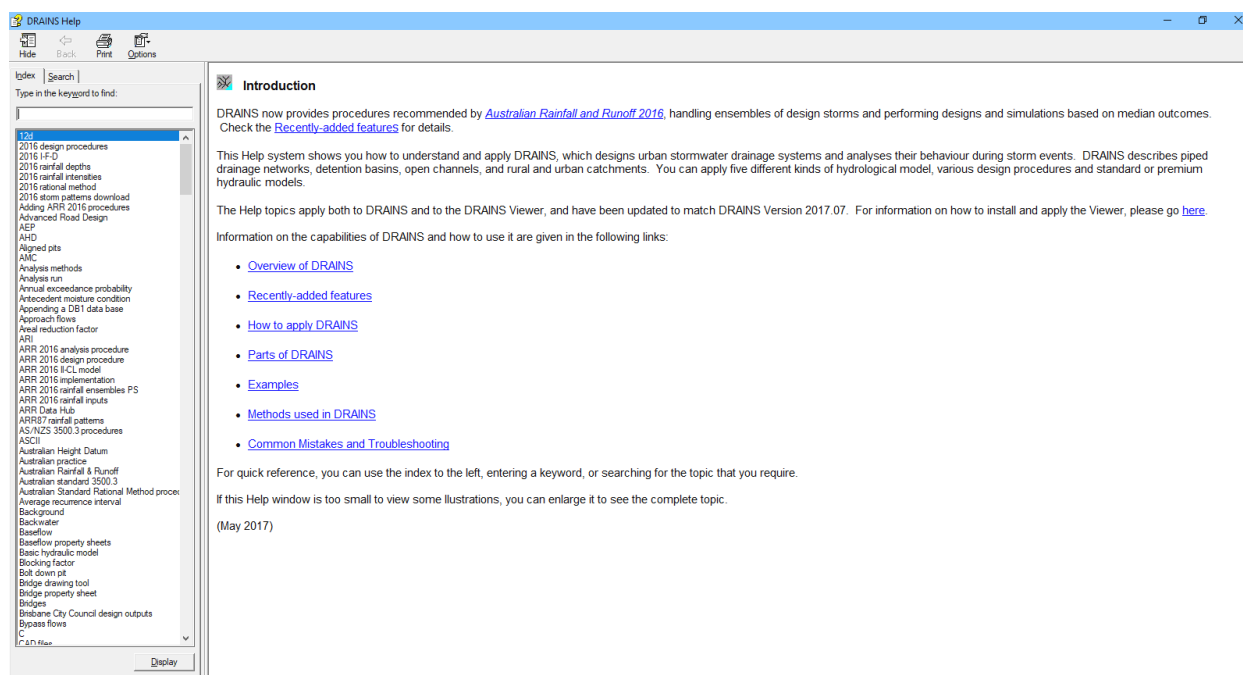 DRAINS Help
Hide Back Print Options
Index Search
Type in the keyword to find:
12d
2016 design procedures
2016 I-F-D
2016 rainfall depths
2016 rainfall intensities
2016 rational method
2016 storm patterns download
Adding ARR 2016 procedures
Advanced Road Design
AEP
AHD
Aligned pits
AMC
Analysis methods
Analysis run
Annual exceedance probability
Antecedent moisture condition
Appending a DB1 data base
Approach flows
Areal reduction factor
ARI
ARR 2016 analysis procedure
ARR 2016 design procedure
ARR 2016 Il-CL model
ARR 2016 implementation
ARR 2016 rainfall ensembles PS
ARR 2016 rainfall inputs
ARR Data Hub
ARR87 rainfall patterns
AS/NZS 3500.3 procedures
ASCII
Australian Height Datum
Australian practice
Australian Rainfall & Runoff
Australian standard 3500.3
Australian Standard Rational Method proce
Average recurrence interval
Background
Backwater
Baseflow
Baseflow property sheets
Basic hydraulic model
Blocking factor
Bolt down pit
Bridge drawing tool
Bridge property sheet
Bridges
Brisbane City Council design outputs
Bypass flows
C
CAD files
Display
Introduction
DRAINS now provides procedures recommended by Australian Rainfall and Runoff 2016, handling ensembles of design storms and performing designs and simulations based on median outcomes.
Check the Recently-added features for details.
This Help system shows you how to understand and apply DRAINS, which designs urban stormwater drainage systems and analyses their behaviour during storm events. DRAINS describes piped
drainage networks, detention basins, open channels, and rural and urban catchments. You can apply five different kinds of hydrological model, various design procedures and standard or premium
hydraulic models.
The Help topics apply both to DRAINS and to the DRAINS Viewer, and have been updated to match DRAINS Version 2017.07. For information on how to install and apply the Viewer, please go here.
Information on the capabilities of DRAINS and how to use it are given in the following links:
• Overview of DRAINS
• Recently-added features
• How to apply DRAINS
• Parts of DRAINS
• Examples
• Methods used in DRAINS
• Common Mistakes and Troubleshooting
For quick reference, you can use the index to the left, entering a keyword, or searching for the topic that you require.
If this Help window is too small to view some llustrations, you can enlarge it to see the complete topic.
(May 2017)